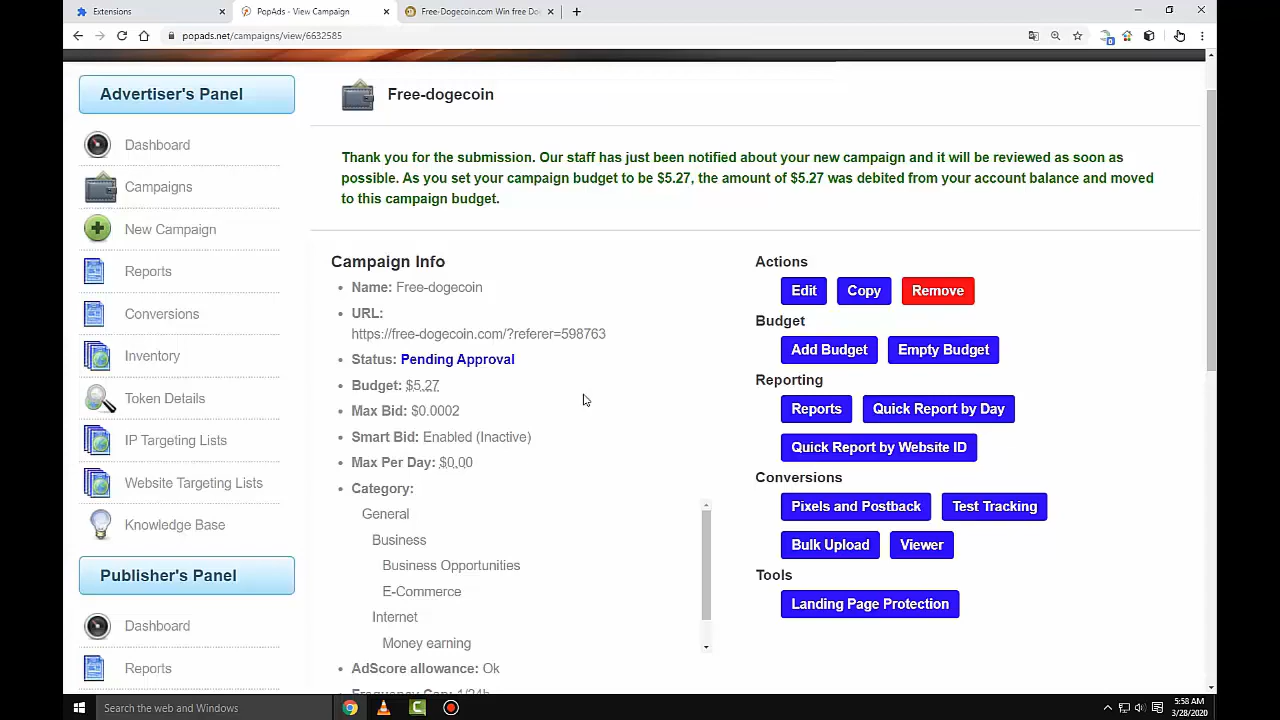 Extensions
PopAds - View Campaign
Free-Dogecoin.com Win free Do
popads.net/campaigns/view/6632585
Advertiser's Panel
Dashboard
Campaigns
New Campaign
Reports
Conversions
Inventory
Token Details
IP Targeting Lists
Website Targeting Lists
Knowledge Base
Publisher's Panel
Dashboard
Reports
Free-dogecoin
Thank you for the submission. Our staff has just been notified about your new campaign and it will be reviewed as soon as
possible. As you set your campaign budget to be $5.27, the amount of $5.27 was debited from your account balance and moved
to this campaign budget.
Campaign Info
Name: Free-dogecoin
URL:
https://free-dogecoin.com/?referer=598763
Status: Pending Approval
Budget: $5.27
Max Bid: $0.0002
Smart Bid: Enabled (Inactive)
Max Per Day: $0.00
Category:
General
Business
Business Opportunities
E-Commerce
Internet
Money earning
AdScore allowance: Ok
Frequency Cap: 1/24h
Actions
Edit Copy Remove
Budget
Add Budget Empty Budget
Reporting
Reports Quick Report by Day
Quick Report by Website ID
Conversions
Pixels and Postback Test Tracking
Bulk Upload Viewer
Tools
Landing Page Protection
Search the web and Windows
5:58 AM
3/28/2020